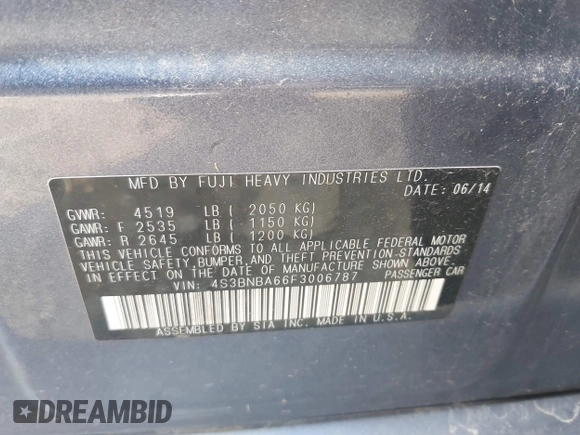 MFD BY FUJI HEAVY INDUSTRIES LTD.
DATE: 06/14
GVWR: 4519 LB ( 2050 KG)
GAWR: F 2535 LB ( 1150 KG)
GAWR: R 2645 LB ( 1200 KG)
THIS VEHICLE CONFORMS TO ALL APPLICABLE FEDERAL MOTOR
VEHICLE SAFETY, BUMPER, AND THEFT PREVENTION STANDARDS
IN EFFECT ON THE DATE OF MANUFACTURE SHOWN ABOVE.
VIN: 4S3BNBA66F3006787 PASSENGER CAR
ASSEMBLED BY SIA INC. MADE IN U.S.A.
DREAMBID